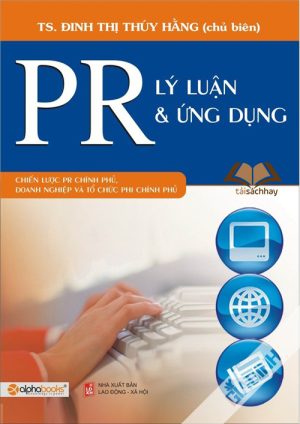 TS. ĐINH THỊ THÚY HẰNG (chủ biên)
PR LÝ LUẬN
& ỨNG DỤNG
CHIẾN LƯỢC PR CHÍNH PHỦ,
DOANH NGHIỆP VÀ TỔ CHỨC PHI CHÍNH PHỦ
tảisáchhay
alphabooks
NHÀ XUẤT BẢN
LAO ĐỘNG - XÃ HỘI